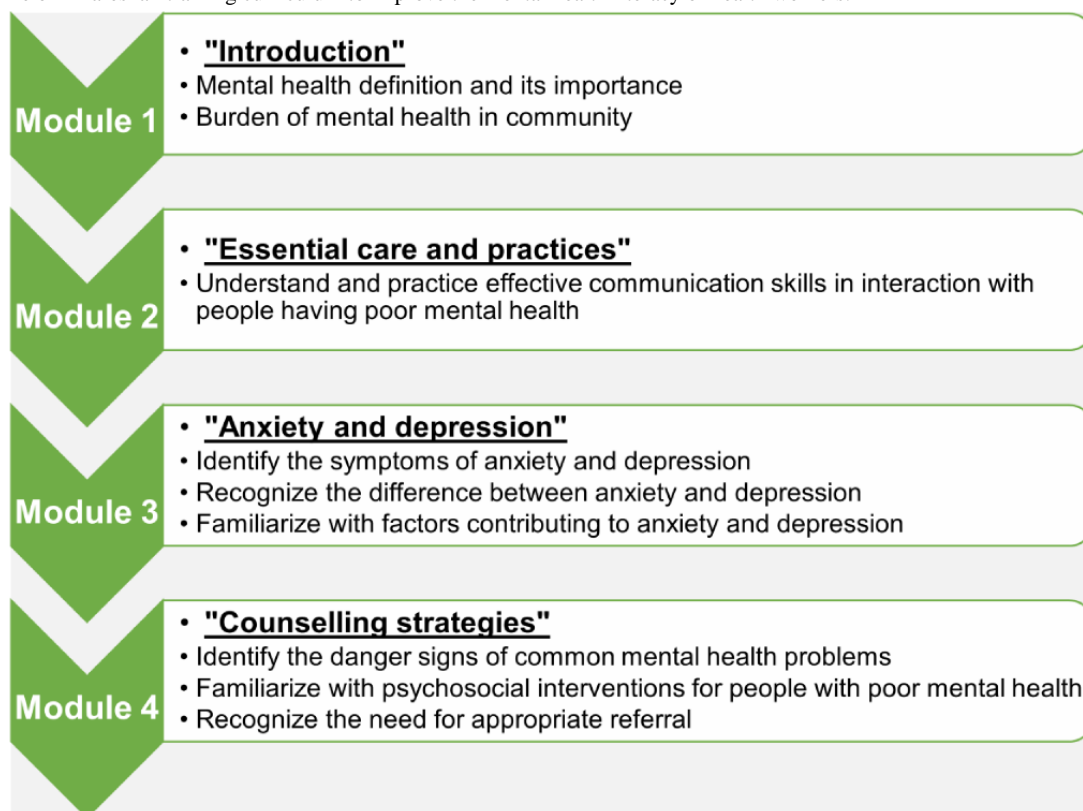 Module 1
• "Introduction"
• Mental health definition and its importance
• Burden of mental health in community
Module 2
• "Essential care and practices"
• Understand and practice effective communication skills in interaction with
people having poor mental health
Module 3
• "Anxiety and depression"
• Identify the symptoms of anxiety and depression
• Recognize the difference between anxiety and depression
• Familiarize with factors contributing to anxiety and depression
Module 4
• "Counselling strategies"
• Identify the danger signs of common mental health problems
• Familiarize with psychosocial interventions for people with poor mental health
• Recognize the need for appropriate referral